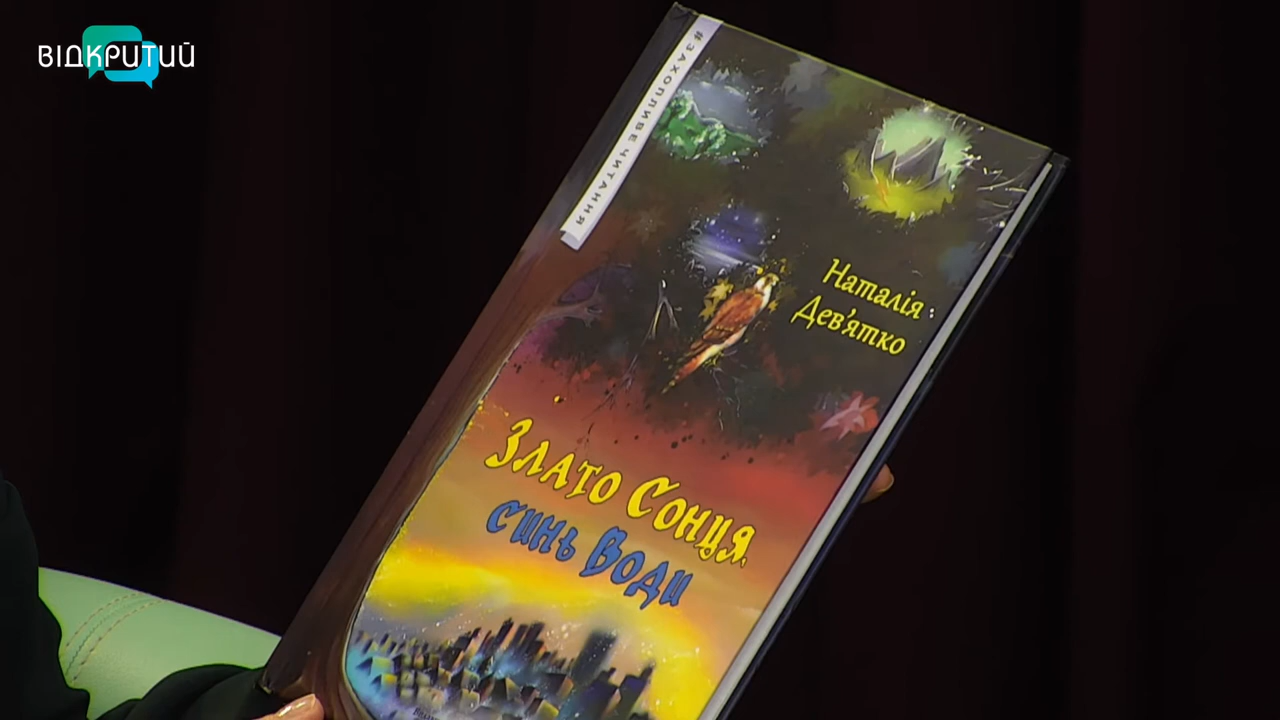 ВІДКРИТИЙ
#ЗАХОПЛИВЕ ЧИТАННЯ
Наталія
Дев'ятко
Злато Сонця
синь Води